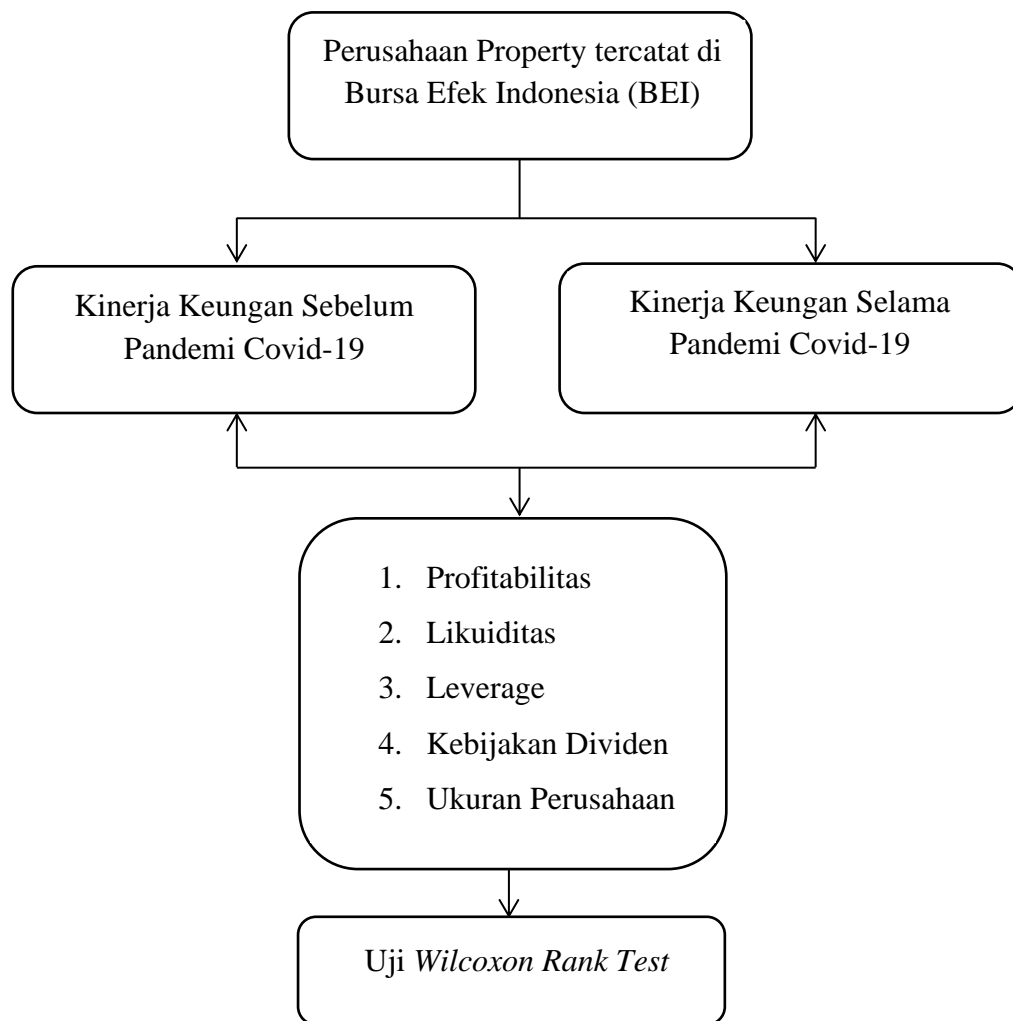 Perusahaan Property tercatat di
Bursa Efek Indonesia (BEI)
Kinerja Keungan Sebelum
Pandemi Covid-19
Kinerja Keungan Selama
Pandemi Covid-19
1. Profitabilitas
2. Likuiditas
3. Leverage
4. Kebijakan Dividen
5. Ukuran Perusahaan
Uji Wilcoxon Rank Test